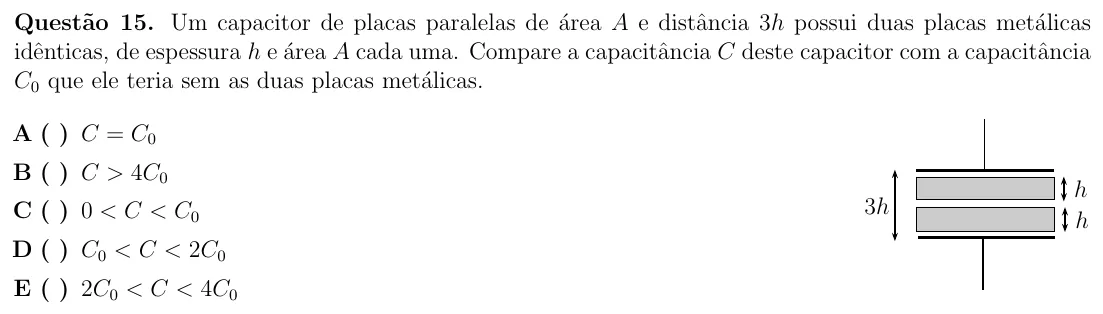 Questão 15. Um capacitor de placas paralelas de área A e distância 3h possui duas placas metálicas
idênticas, de espessura h e área A cada uma. Compare a capacitância C deste capacitor com a capacitância
C₀ que ele teria sem as duas placas metálicas.
A ( ) C = C₀
B ( ) C > 4C₀
C ( ) 0 < C < C₀
D ( ) C₀ < C < 2C₀
E ( ) 2C₀ < C < 4C₀
3h
h
h